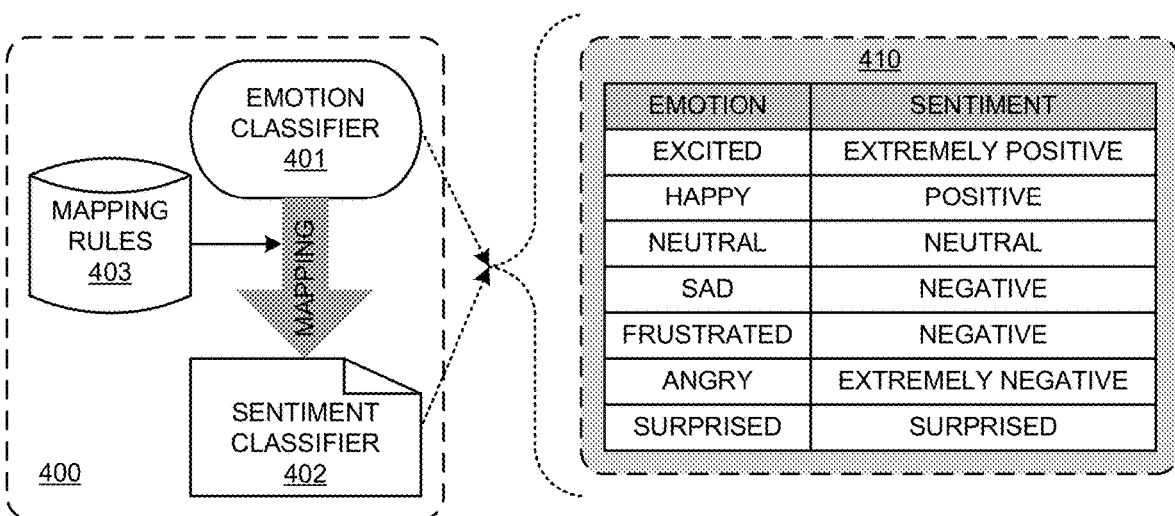 EMOTION
CLASSIFIER
401
MAPPING
RULES
403
MAPPING
SENTIMENT
CLASSIFIER
402
400
410
EMOTION SENTIMENT
EXCITED EXTREMELY POSITIVE
HAPPY POSITIVE
NEUTRAL NEUTRAL
SAD NEGATIVE
FRUSTRATED NEGATIVE
ANGRY EXTREMELY NEGATIVE
SURPRISED SURPRISED